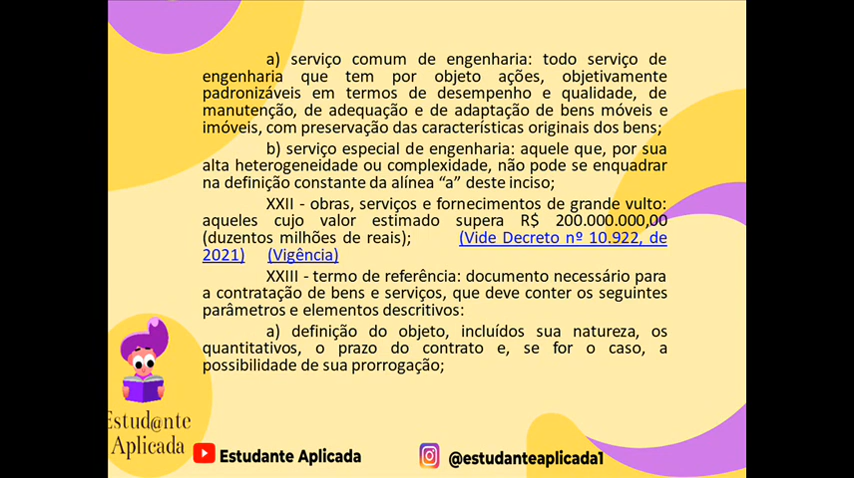 a) serviço comum de engenharia: todo serviço de
engenharia que tem por objeto ações, objetivamente
padronizáveis em termos de desempenho e qualidade, de
manutenção, de adequação e de adaptação de bens móveis e
imóveis, com preservação das características originais dos bens;
b) serviço especial de engenharia: aquele que, por sua
alta heterogeneidade ou complexidade, não pode se enquadrar
na definição constante da alínea “a” deste inciso;
XXII - obras, serviços e fornecimentos de grande vulto:
aqueles cujo valor estimado supera R$ 200.000.000,00
(duzentos milhões de reais); (Vide Decreto nº 10.922, de
2021) (Vigência)
XXIII - termo de referência: documento necessário para
a contratação de bens e serviços, que deve conter os seguintes
parâmetros e elementos descritivos:
a) definição do objeto, incluídos sua natureza, os
quantitativos, o prazo do contrato e, se for o caso, a
possibilidade de sua prorrogação;
Estud@nte
Aplicada
Estudante Aplicada
@estudanteaplicada1